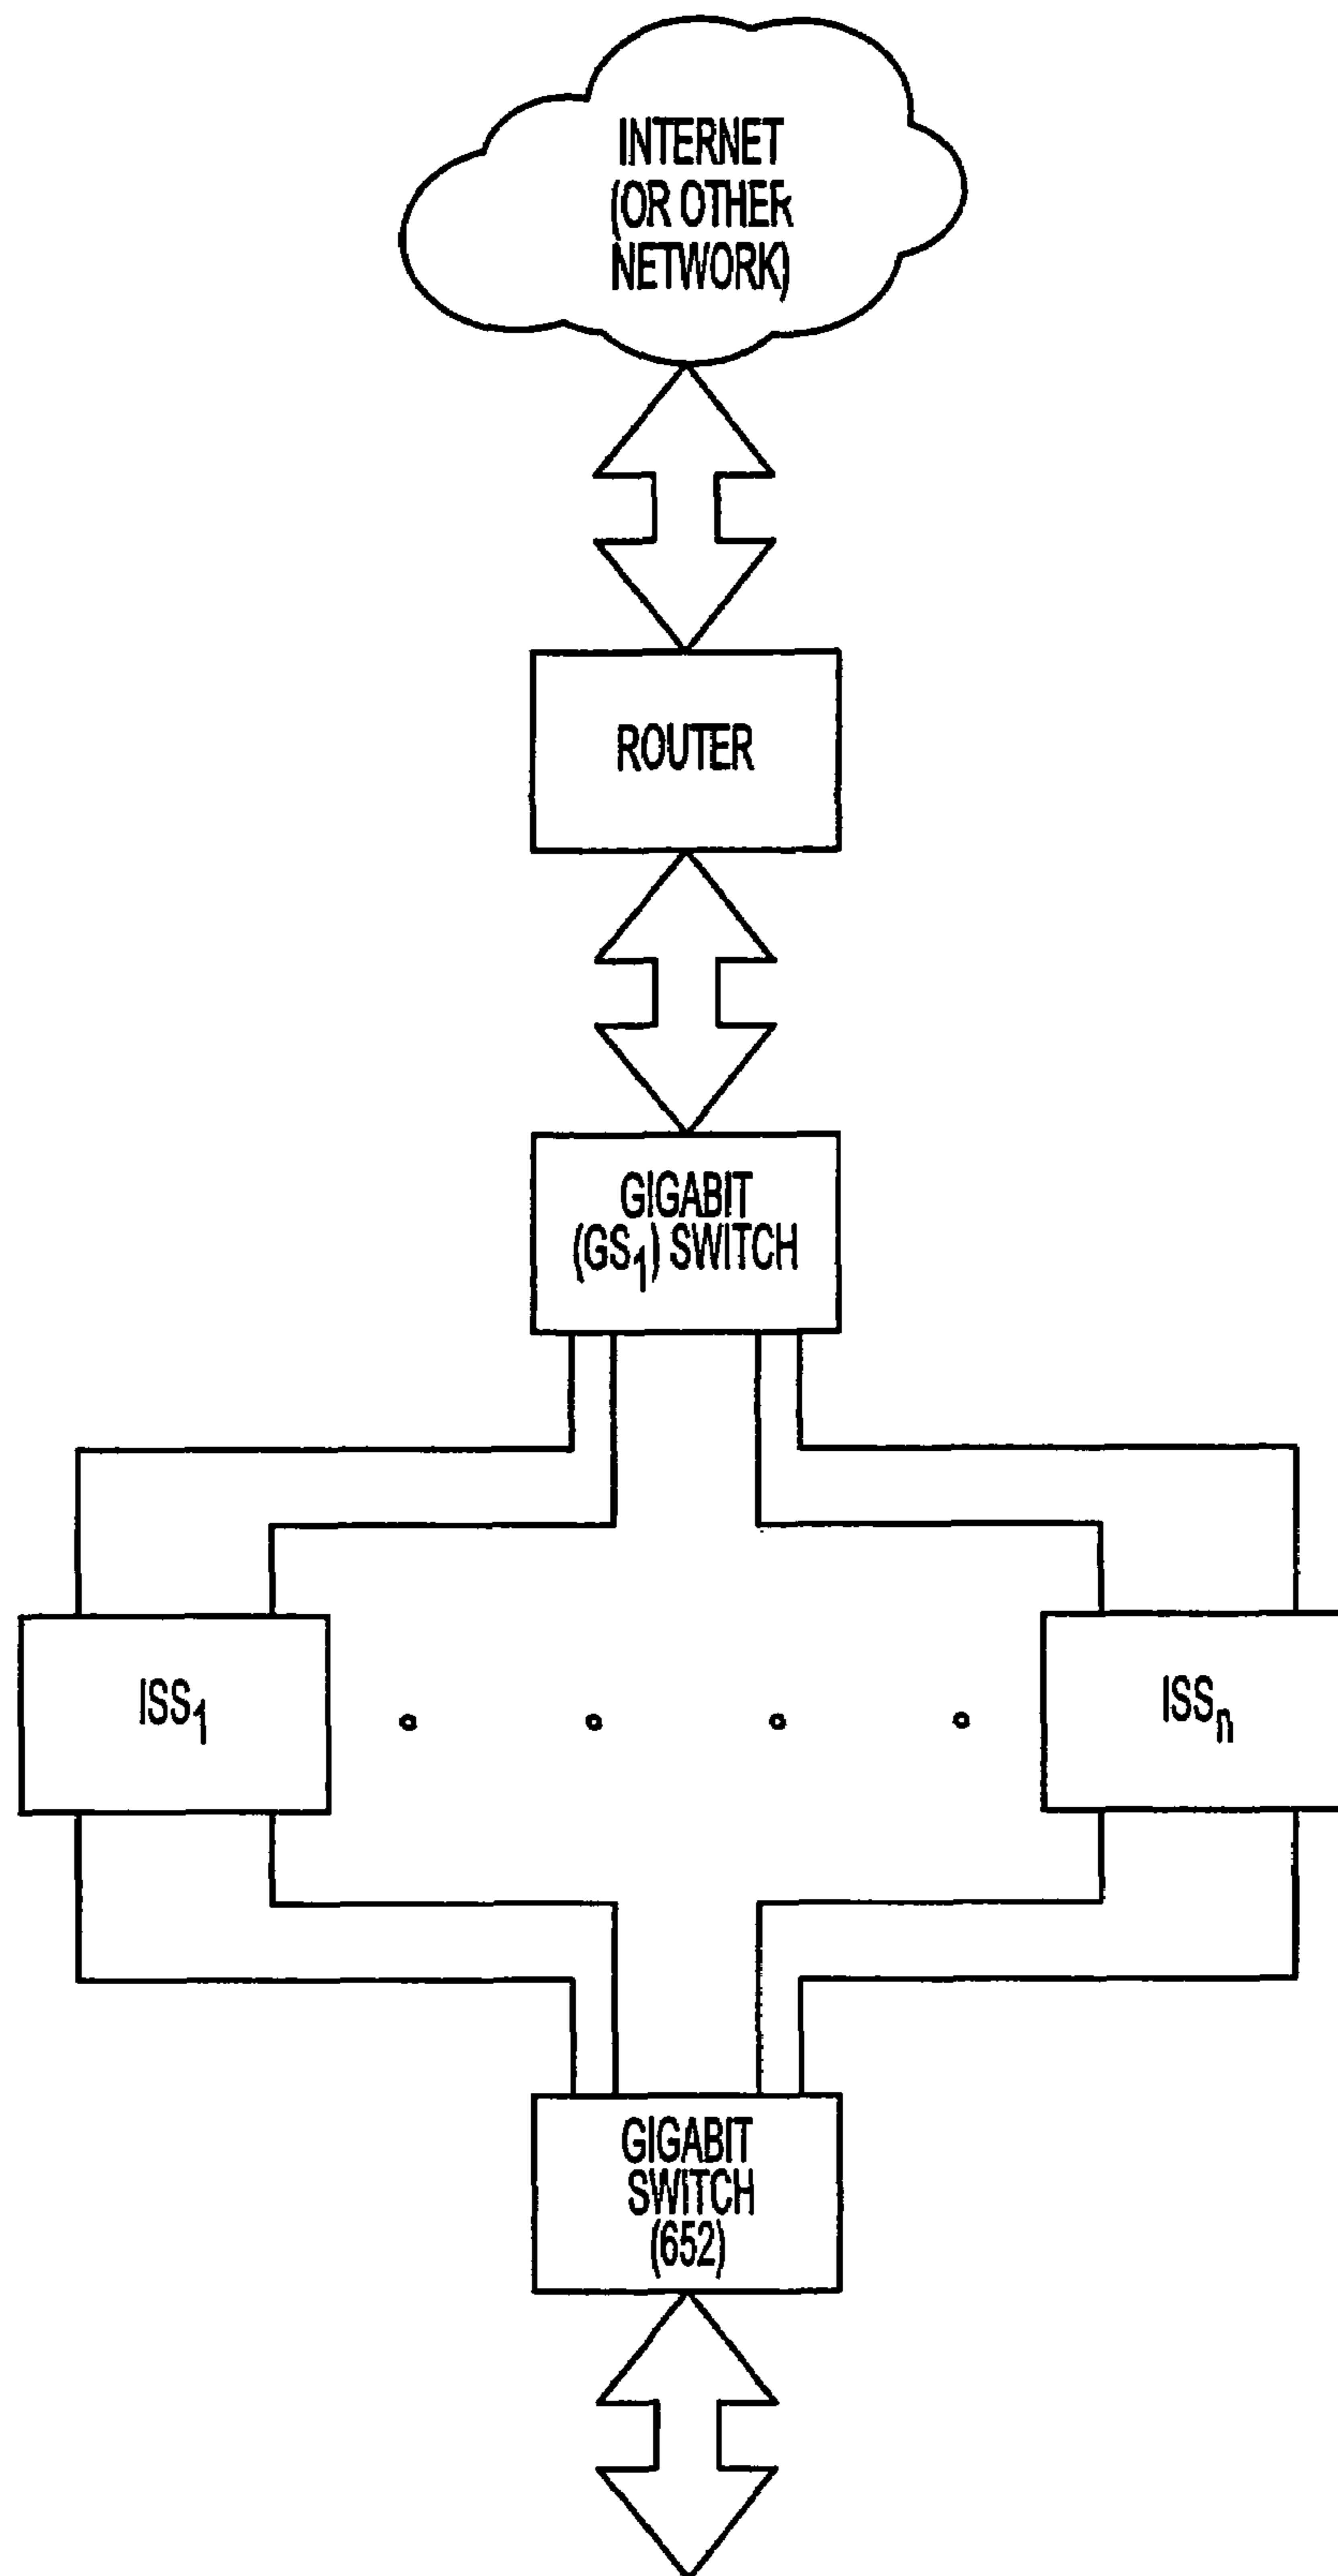 INTERNET
(OR OTHER
NETWORK)
ROUTER
GIGABIT
(GS₁) SWITCH
ISS₁
ISSₙ
GIGABIT
SWITCH
(652)